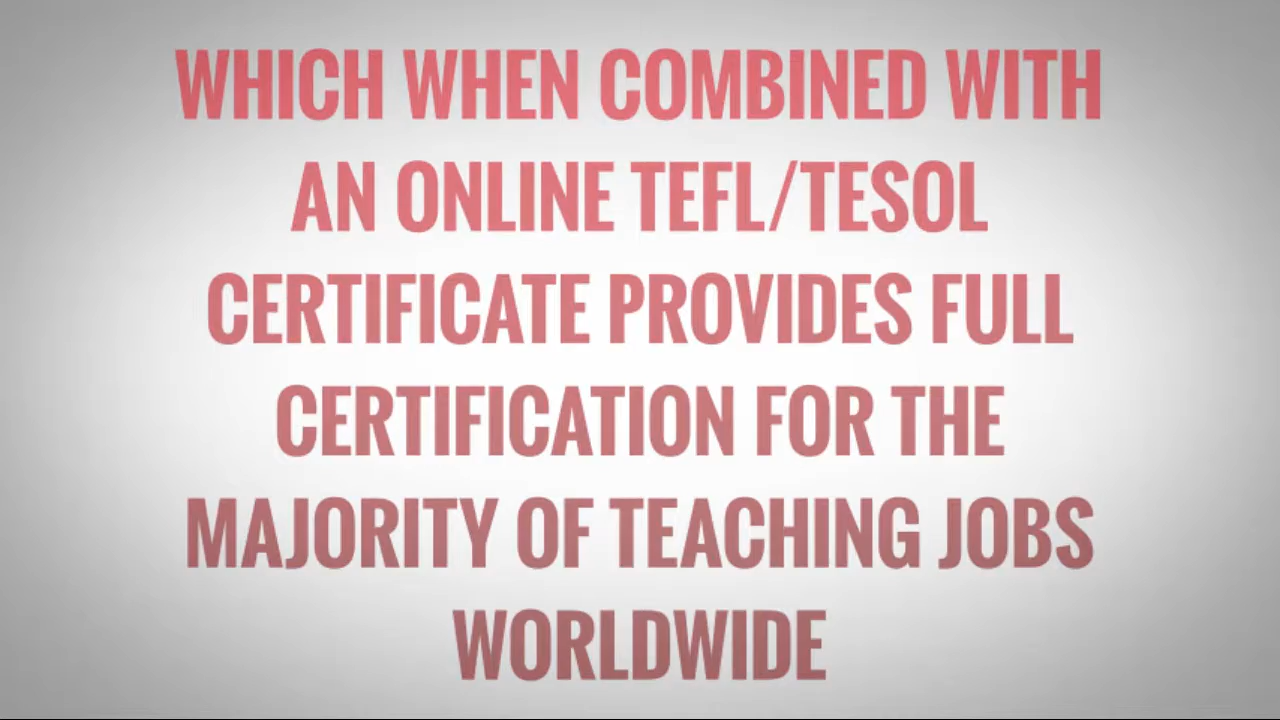 WHICH WHEN COMBINED WITH
AN ONLINE TEFL/TESOL
CERTIFICATE PROVIDES FULL
CERTIFICATION FOR THE
MAJORITY OF TEACHING JOBS
WORLDWIDE